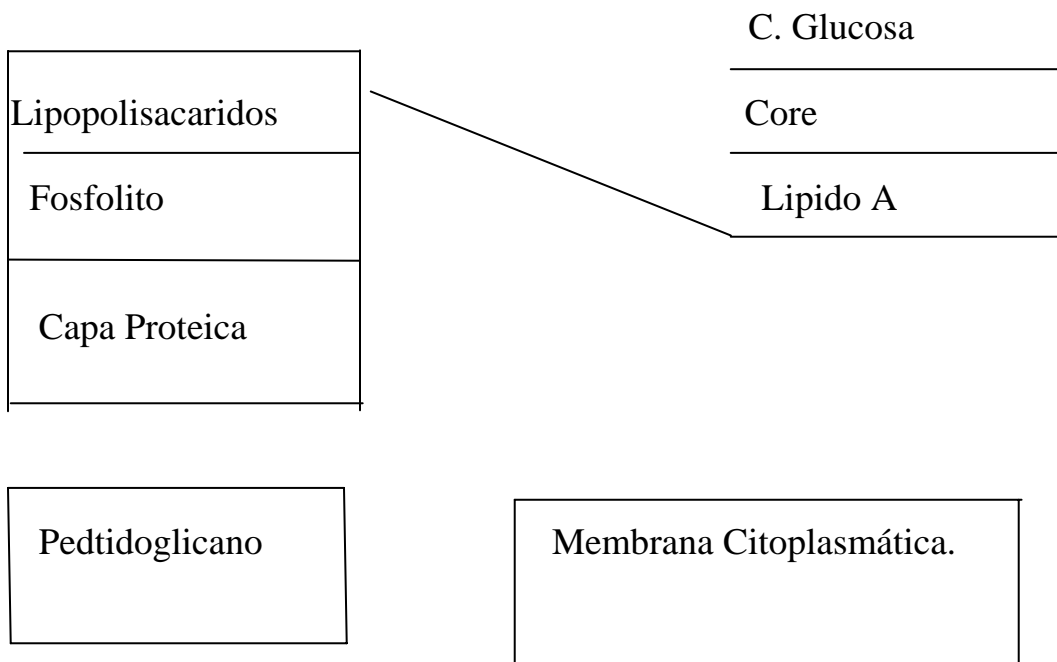 C. Glucosa
Lipopolisacaridos
Core
Fosfolito
Lipido A
Capa Proteica
Pedtidoglicano
Membrana Citoplasmática.